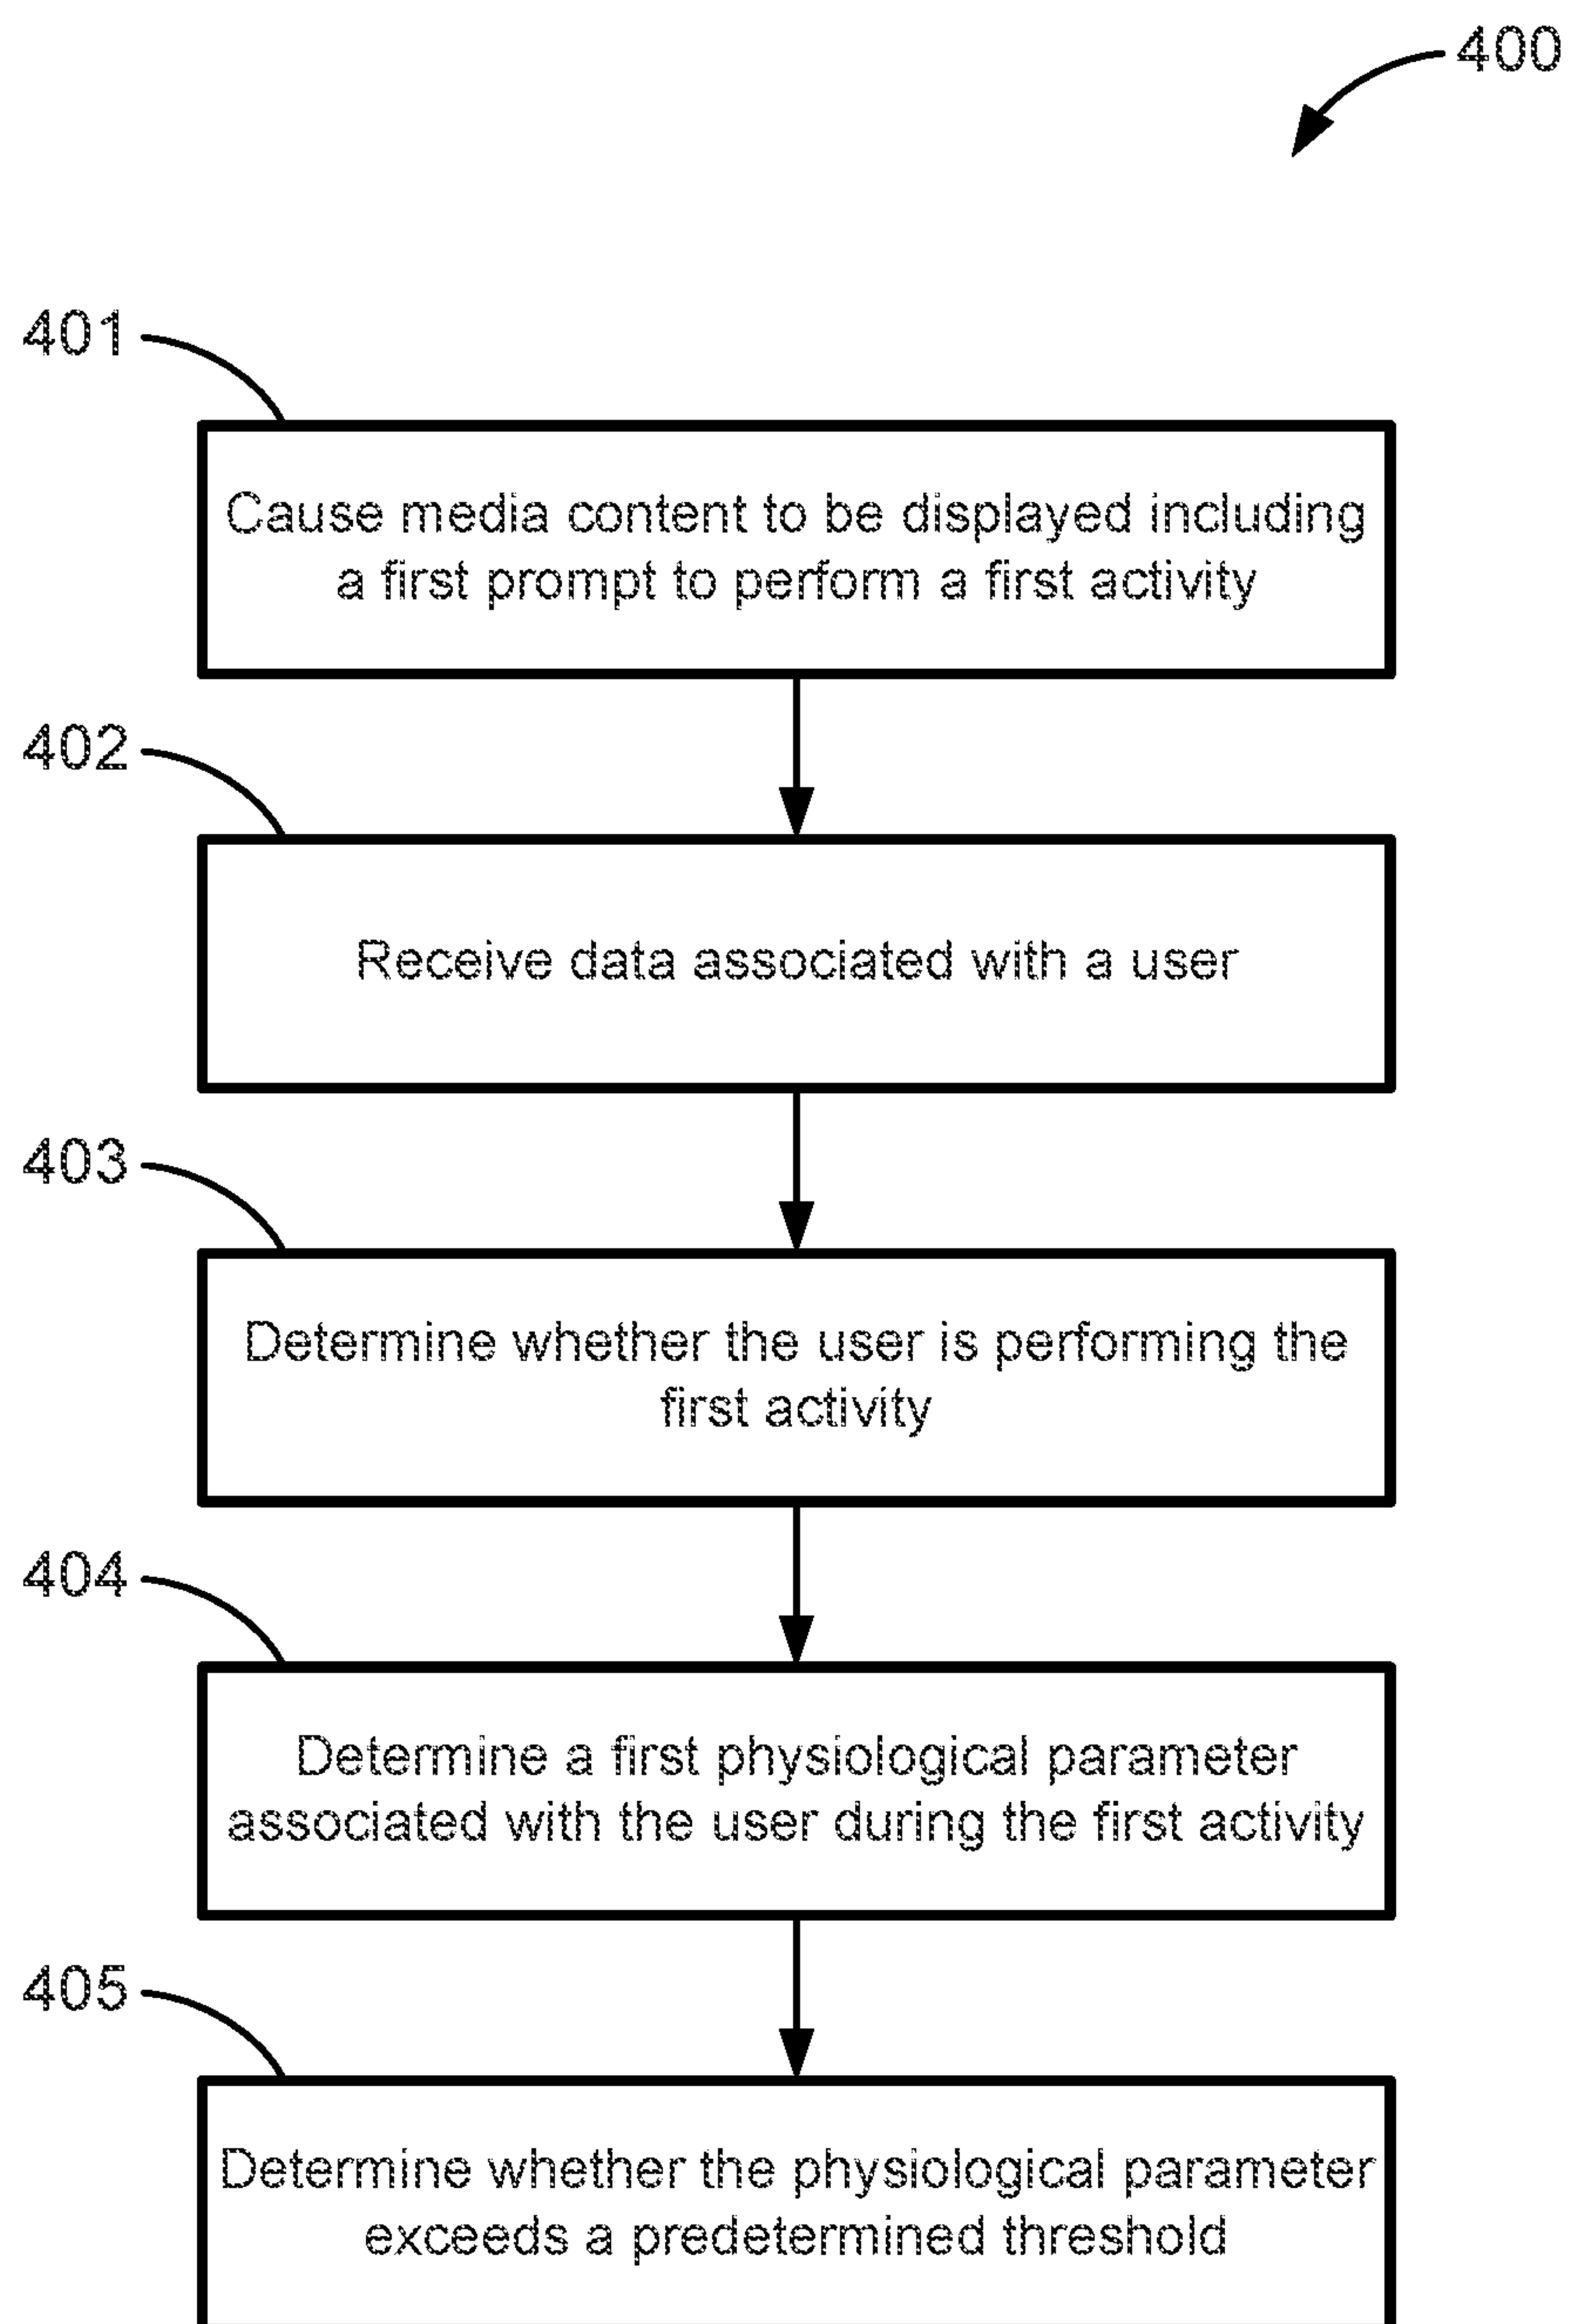 400
401
Cause media content to be displayed including
a first prompt to perform a first activity
402
Receive data associated with a user
403
Determine whether the user is performing the
first activity
404
Determine a first physiological parameter
associated with the user during the first activity
405
Determine whether the physiological parameter
exceeds a predetermined threshold